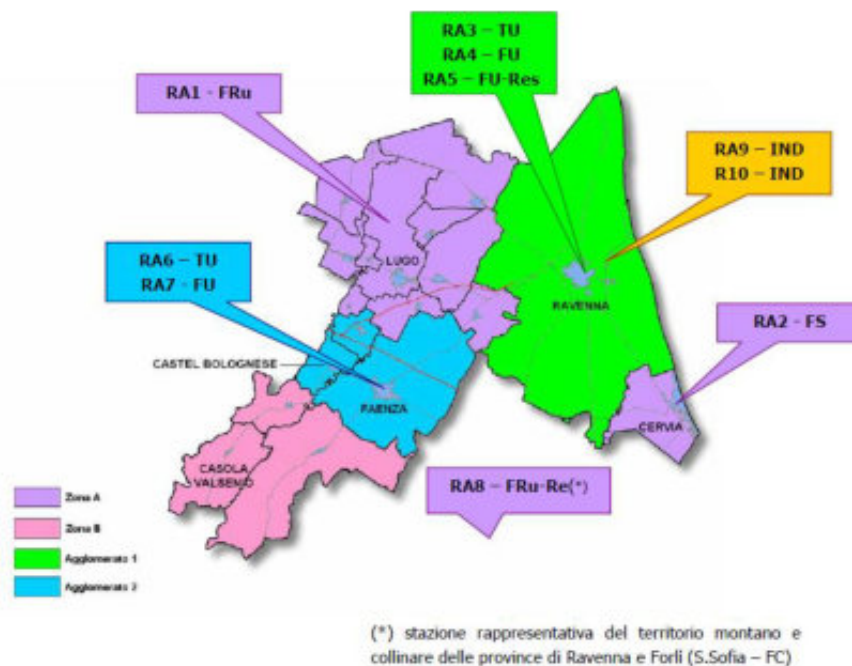 RA3 – TU
RA4 – FU
RA5 – FU-Res
RA1 - FRu
RA9 – IND
R10 – IND
RA6 – TU
RA7 - FU
LUGO
RAVENNA
RA2 - FS
CASTEL BOLOGNESE
FAENZA
CERVIA
CASOLA
VALSENIO
RA8 – FRu-Re(*)
Zona A
Zona B
Agglomerato 1
Agglomerato 2
(*) stazione rappresentativa del territorio montano e
collinare delle province di Ravenna e Forlì (S.Sofia – FC)